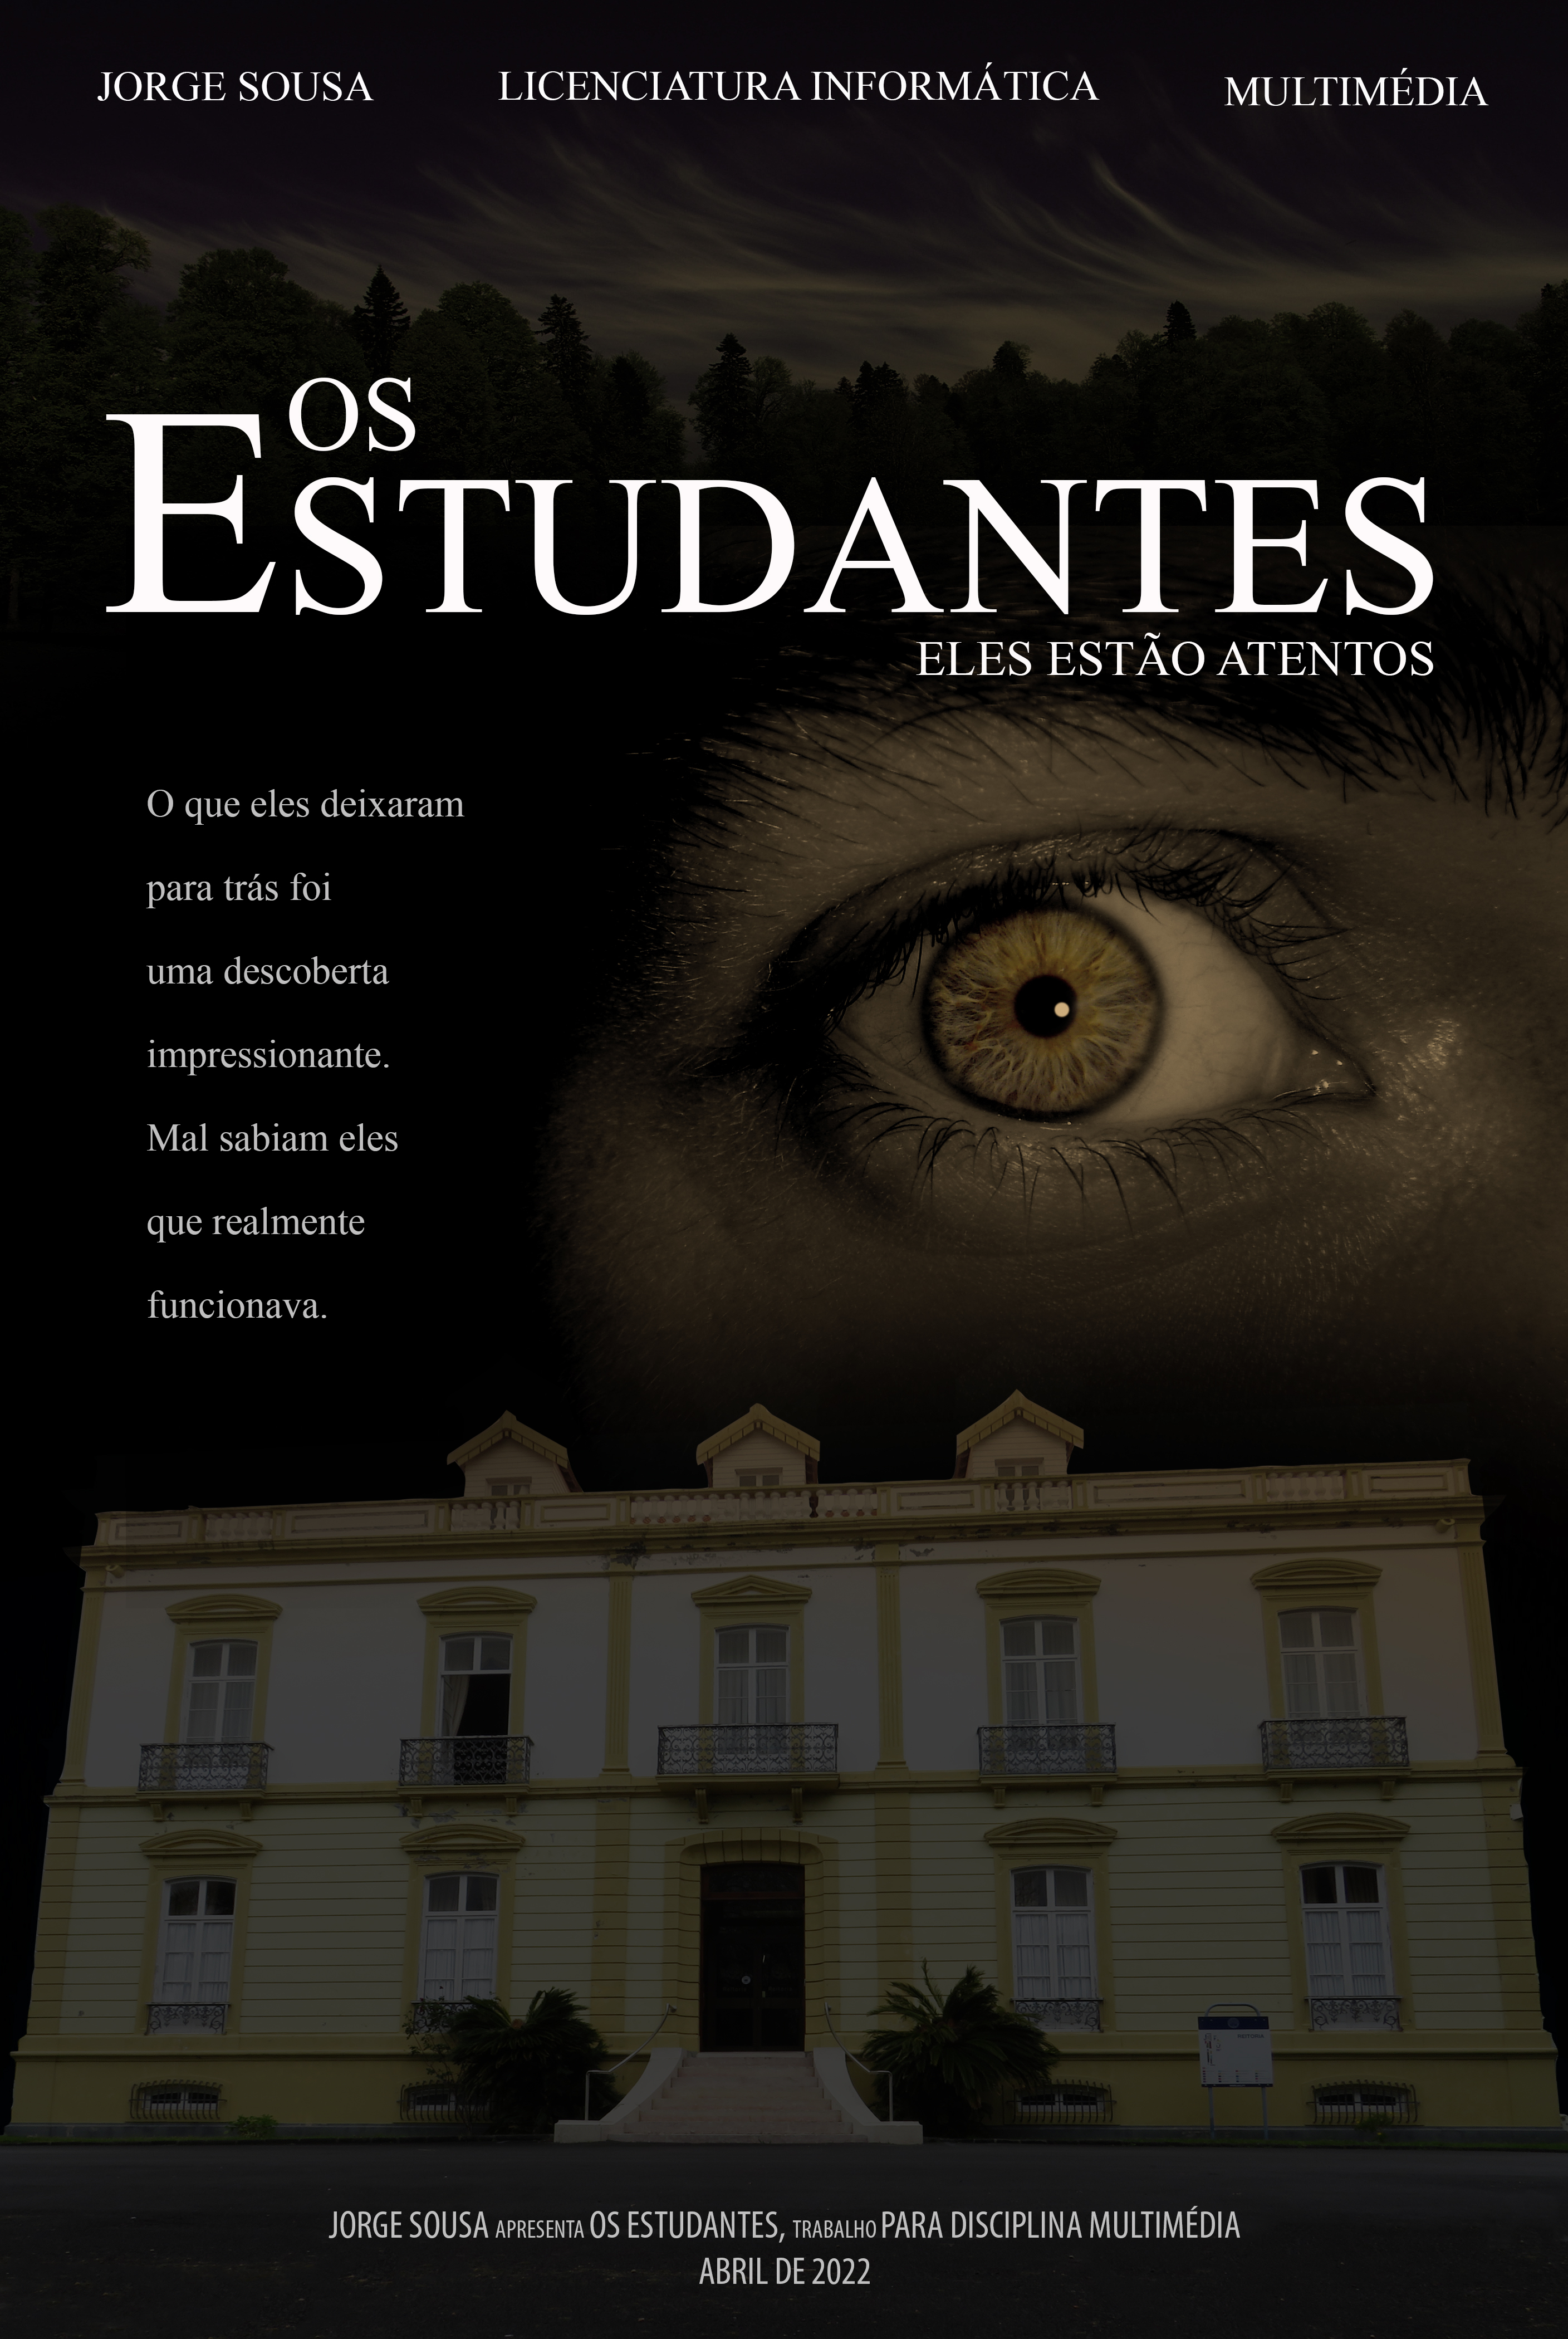 JORGE SOUSA LICENCIATURA INFORMÁTICA MULTIMÉDIA
OS
ESTUDANTES
ELES ESTÃO ATENTOS
O que eles deixaram
para trás foi
uma descoberta
impressionante.
Mal sabiam eles
que realmente
funcionava.
JORGE SOUSA APRESENTA OS ESTUDANTES, TRABALHO PARA DISCIPLINA MULTIMÉDIA
ABRIL DE 2022